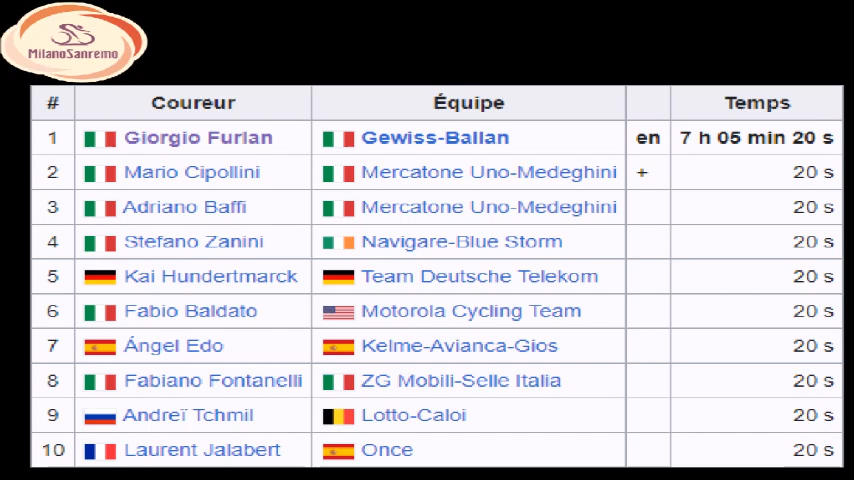 MilanoSanremo
# Coureur Équipe Temps
1 Giorgio Furlan Gewiss-Ballan en 7 h 05 min 20 s
2 Mario Cipollini Mercatone Uno-Medeghini + 20 s
3 Adriano Baffi Mercatone Uno-Medeghini 20 s
4 Stefano Zanini Navigare-Blue Storm 20 s
5 Kai Hundertmarck Team Deutsche Telekom 20 s
6 Fabio Baldato Motorola Cycling Team 20 s
7 Ángel Edo Kelme-Avianca-Gios 20 s
8 Fabiano Fontanelli ZG Mobili-Selle Italia 20 s
9 Andreï Tchmil Lotto-Caloi 20 s
10 Laurent Jalabert Once 20 s